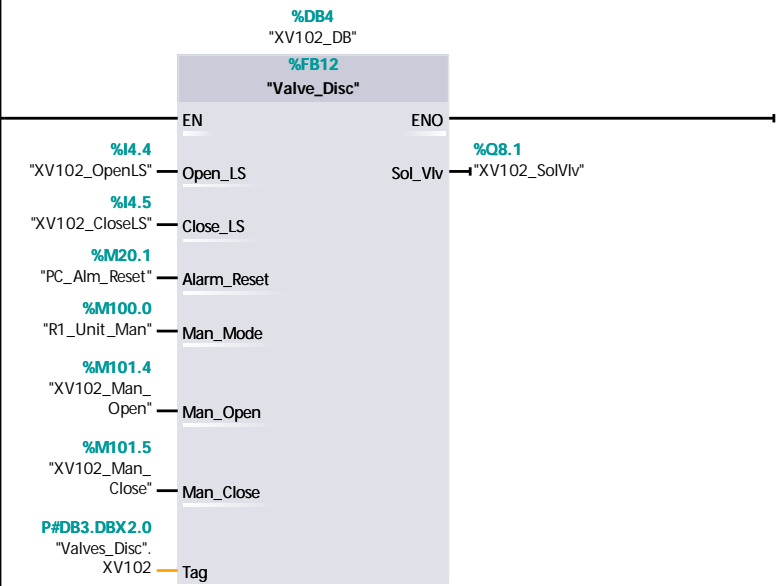 %DB4
"XV102_DB"
%FB12
"Valve_Disc"
EN
ENO
%I4.4
"XV102_OpenLS"
Open_LS
Sol_Vlv
%Q8.1
"XV102_SolVlv"
%I4.5
"XV102_CloseLS"
Close_LS
%M20.1
"PC_Alm_Reset"
Alarm_Reset
%M100.0
"R1_Unit_Man"
Man_Mode
%M101.4
"XV102_Man_
Open"
Man_Open
%M101.5
"XV102_Man_
Close"
Man_Close
P#DB3.DBX2.0
"Valves_Disc".
XV102
Tag